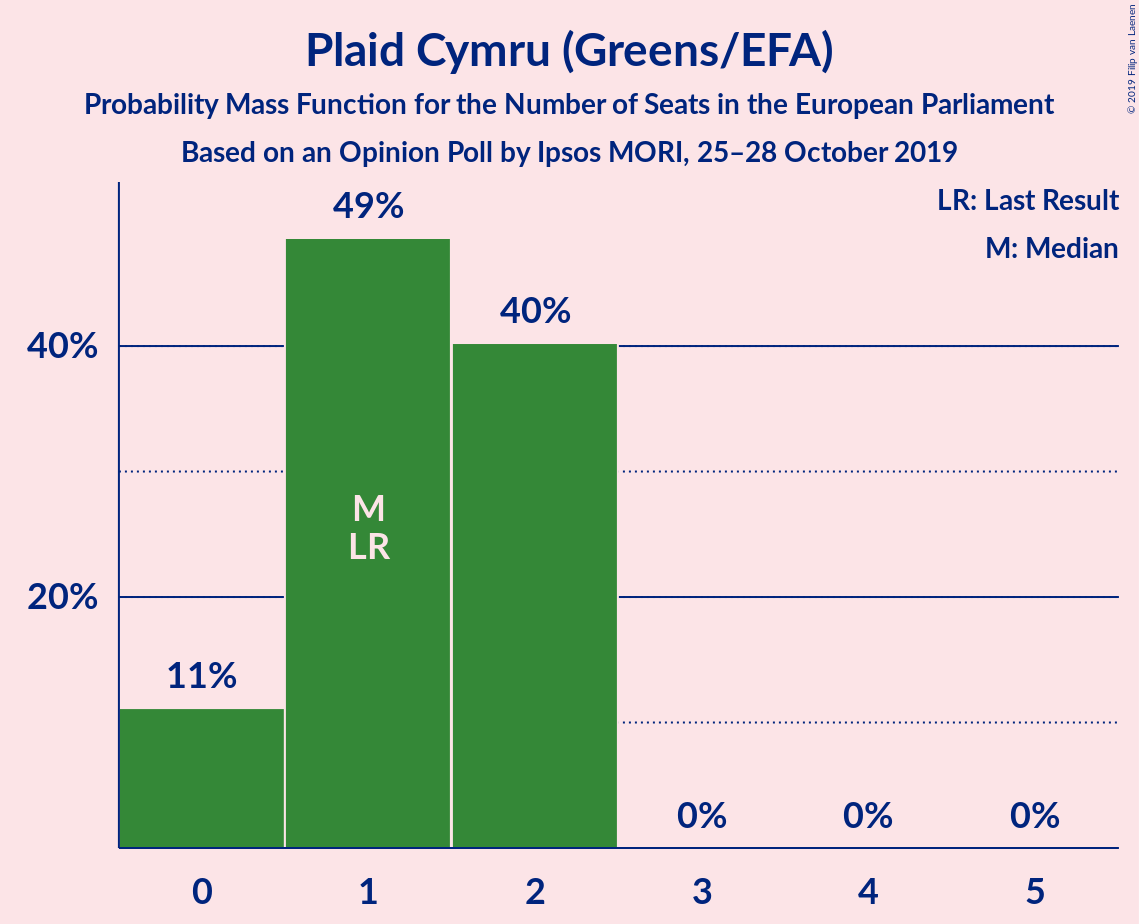 Plaid Cymru (Greens/EFA)
Probability Mass Function for the Number of Seats in the European Parliament
Based on an Opinion Poll by Ipsos MORI, 25–28 October 2019
© 2019 Filip van Laenen
LR: Last Result
M: Median
49%
40%
40%
M
LR
20%
11%
0%
0%
0%
0
1
2
3
4
5